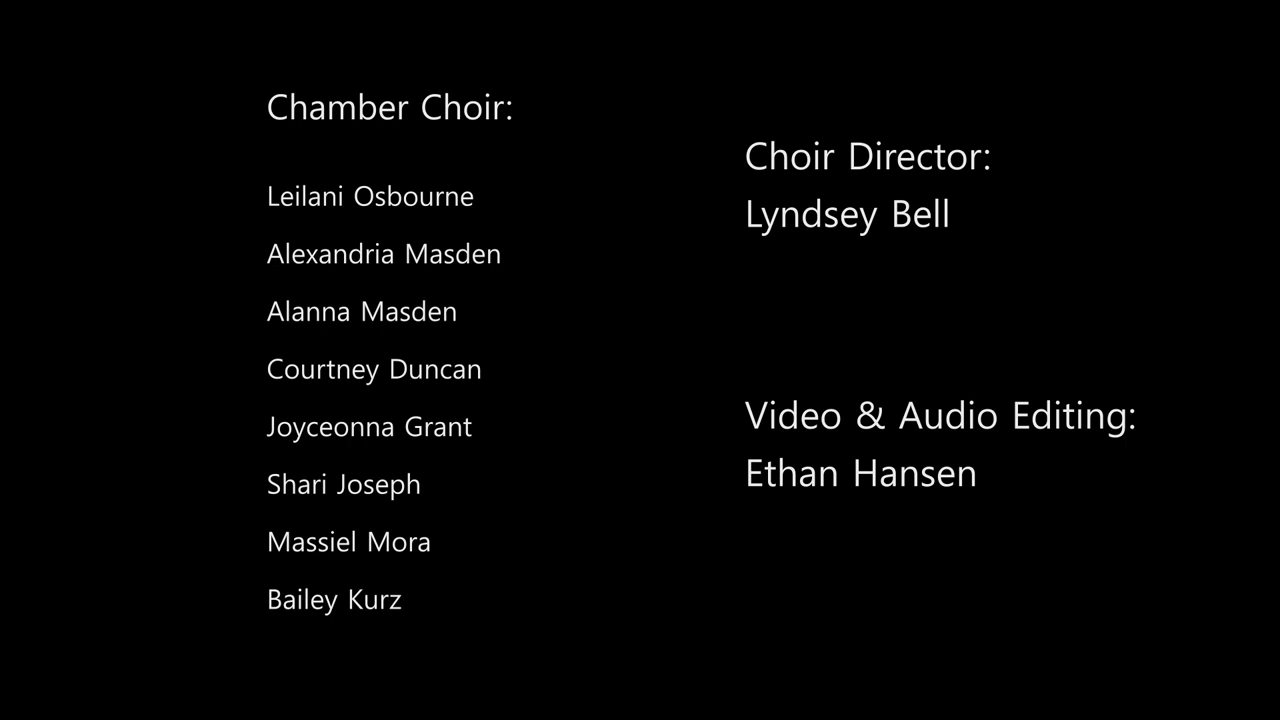 Chamber Choir:
Leilani Osbourne
Alexandria Masden
Alanna Masden
Courtney Duncan
Joyceonna Grant
Shari Joseph
Massiel Mora
Bailey Kurz
Choir Director:
Lyndsey Bell
Video & Audio Editing:
Ethan Hansen